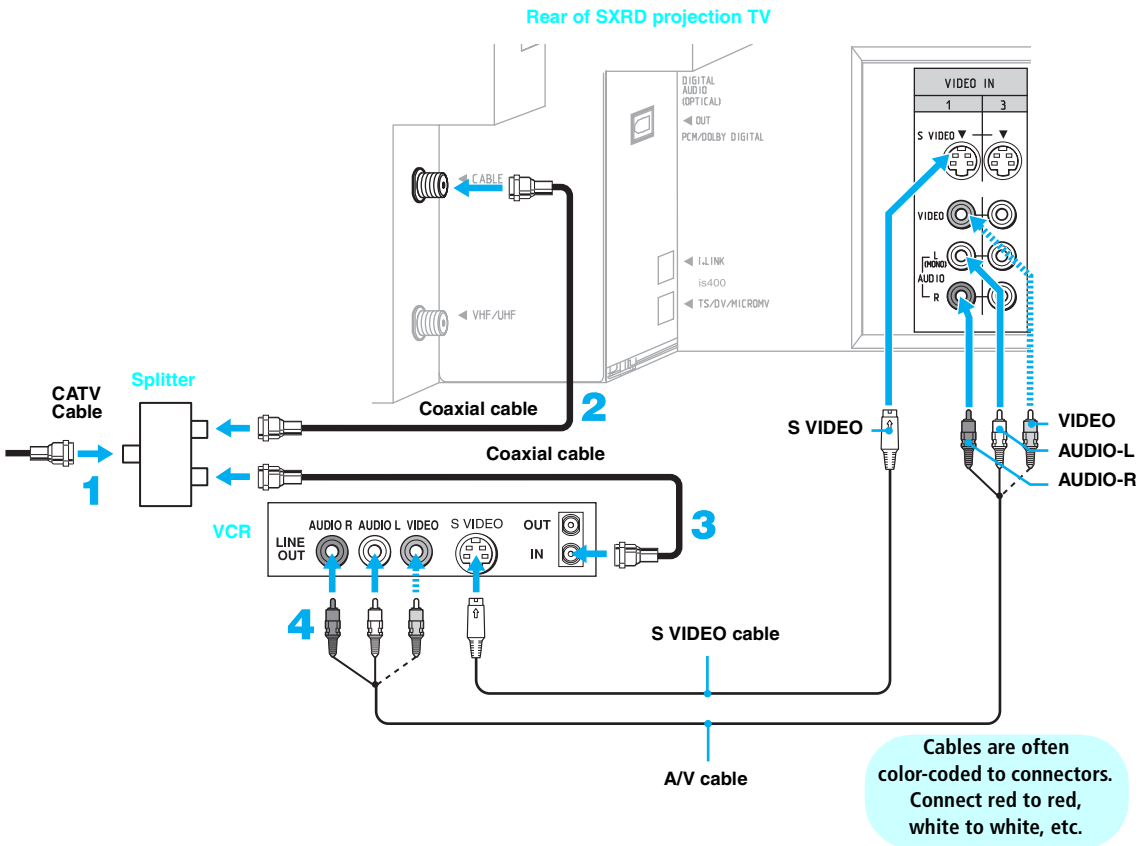 Rear of SXRD projection TV
DIGITAL
AUDIO
(OPTICAL)
◀ OUT
PCM/DOLBY DIGITAL
VIDEO IN
1 3
S VIDEO ▼ ▼
◀ CABLE
VIDEO
L
(MONO)
AUDIO
R
◀ I.LINK
is400
◀ TS/DV/MICROMV
◀ VHF/UHF
Splitter
CATV
Cable
Coaxial cable
2
S VIDEO
VIDEO
AUDIO-L
AUDIO-R
Coaxial cable
1
VCR
AUDIO R AUDIO L VIDEO S VIDEO OUT
LINE
OUT
IN
3
4
S VIDEO cable
A/V cable
Cables are often
color-coded to connectors.
Connect red to red,
white to white, etc.